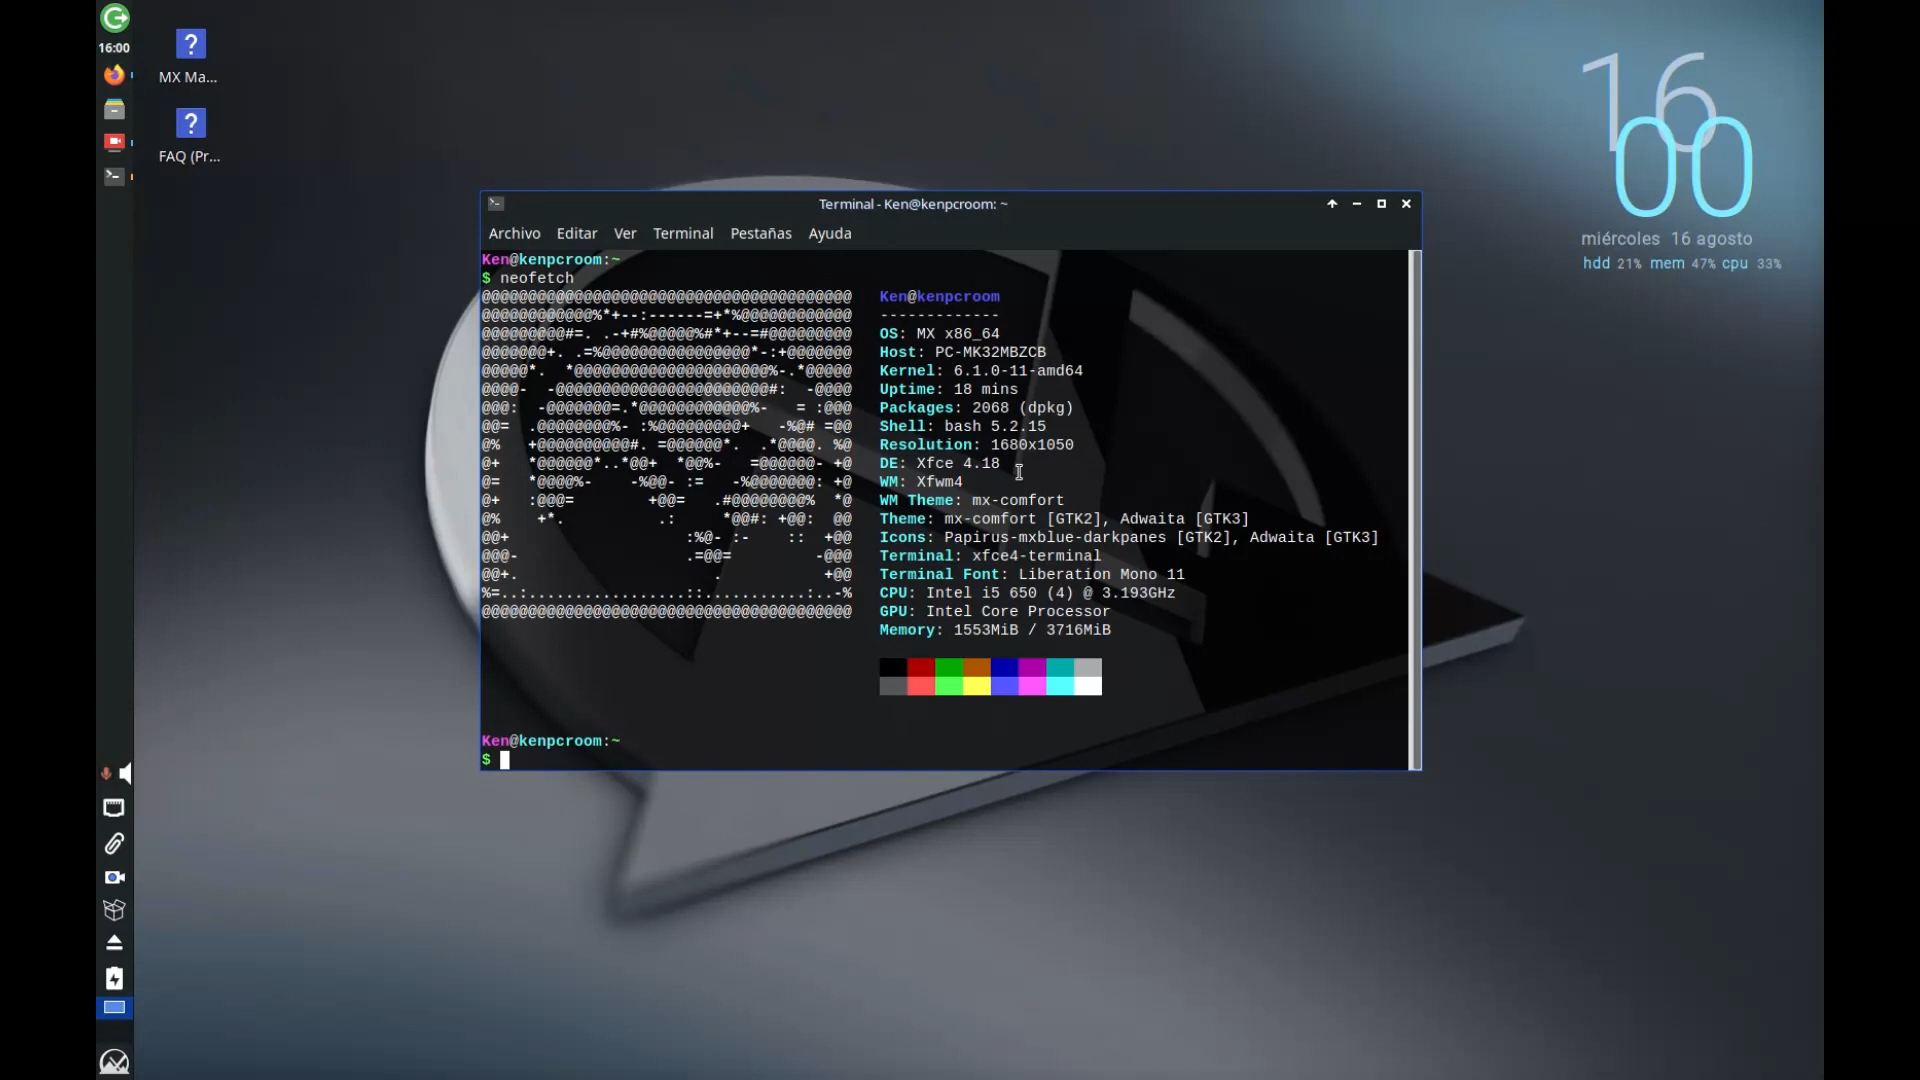 16:00
MX Ma...
FAQ (Pr...
16
00
miércoles 16 agosto
hdd 21% mem 47% cpu 33%
Terminal - Ken@kenpcroom: ~
Archivo Editar Ver Terminal Pestañas Ayuda
Ken@kenpcroom:~
$ neofetch
Ken@kenpcroom
-------------
OS: MX x86_64
Host: PC-MK32MBZCB
Kernel: 6.1.0-11-amd64
Uptime: 18 mins
Packages: 2068 (dpkg)
Shell: bash 5.2.15
Resolution: 1680x1050
DE: Xfce 4.18
WM: Xfwm4
WM Theme: mx-comfort
Theme: mx-comfort [GTK2], Adwaita [GTK3]
Icons: Papirus-mxblue-darkpanes [GTK2], Adwaita [GTK3]
Terminal: xfce4-terminal
Terminal Font: Liberation Mono 11
CPU: Intel i5 650 (4) @ 3.193GHz
GPU: Intel Core Processor
Memory: 1553MiB / 3716MiB
Ken@kenpcroom:~
$